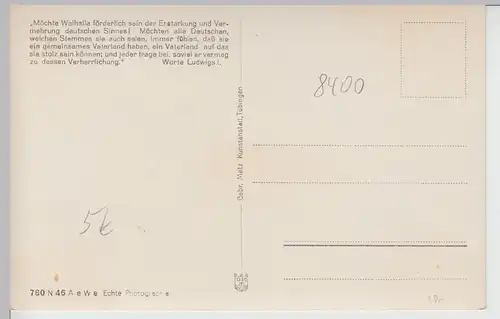 „Möchte Walhalla förderlich sein der Erstarkung und Ver-
mehrung deutschen Sinnes! Möchten alle Deutschen,
welchen Stammes sie auch seien, immer fühlen, daß sie
ein gemeinsames Vaterland haben, ein Vaterland auf das
sie stolz sein können; und jeder trage bei, soviel er vermag
zu dessen Verherrlichung." Worte Ludwigs I.
8400
Gebr. Metz Kunstanstalt, Tübingen
5€
760 N 46 A e W e Echte Photographie